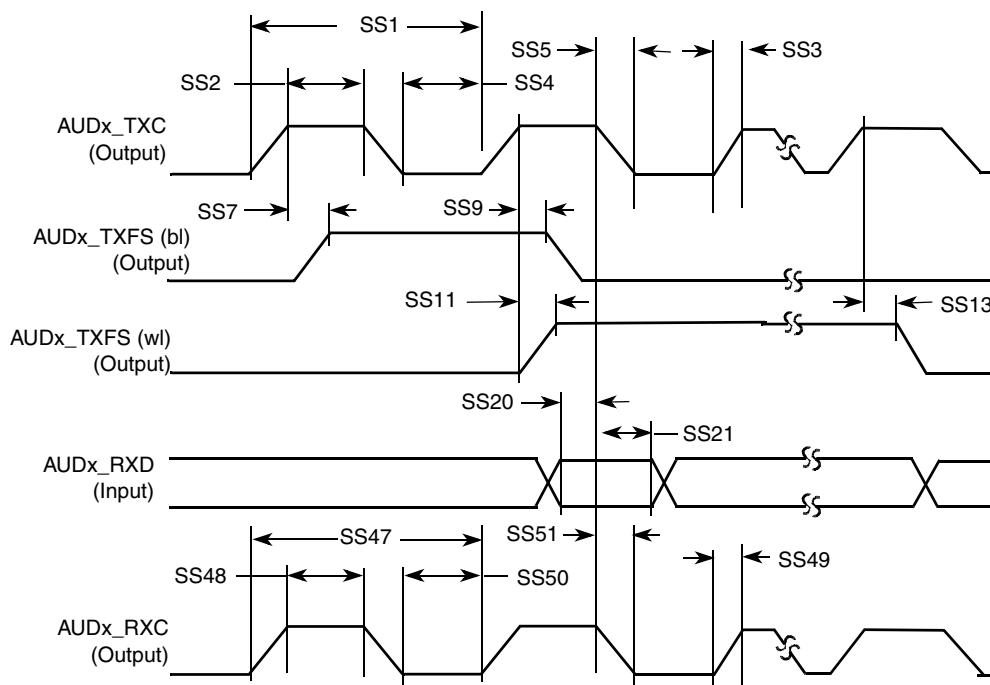 SS1
SS5
SS3
SS2
SS4
AUDx_TXC
(Output)
SS7
SS9
AUDx_TXFS (bl)
(Output)
SS11
SS13
AUDx_TXFS (wl)
(Output)
SS20
SS21
AUDx_RXD
(Input)
SS47
SS51
SS49
SS48
SS50
AUDx_RXC
(Output)